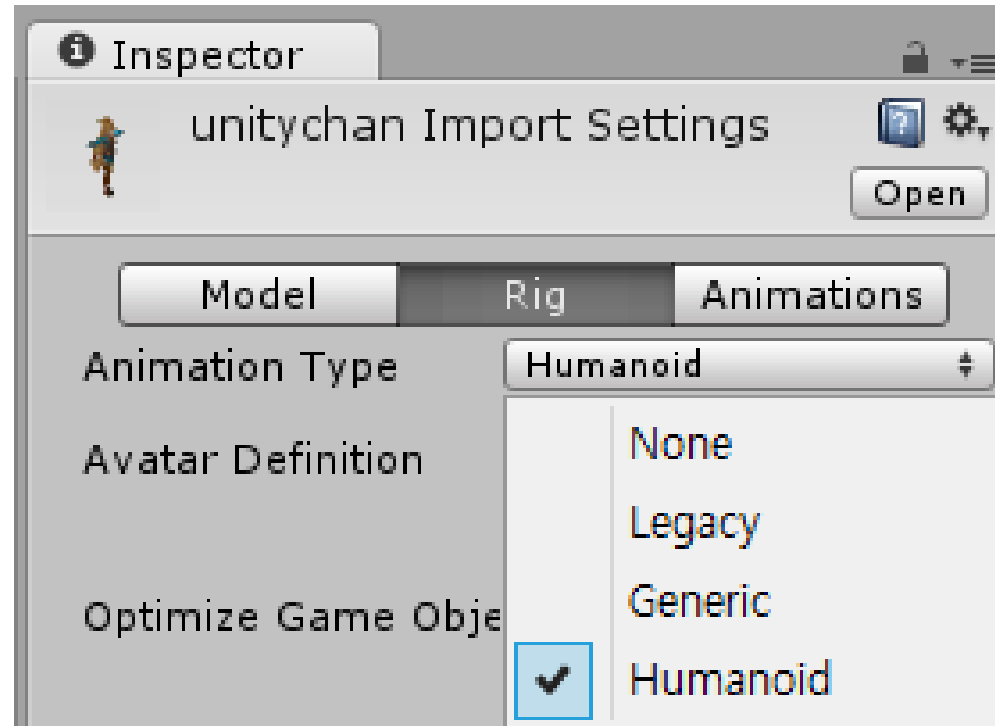 Inspector
unitychan Import Settings
Open
Model Rig Animations
Animation Type Humanoid
None
Avatar Definition
Legacy
Generic
Optimize Game Obje
Humanoid